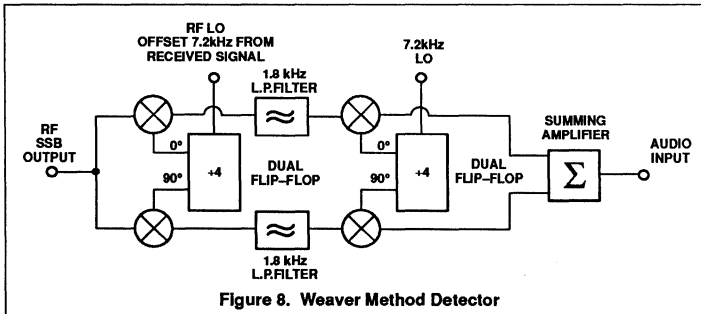 RF LO
OFFSET 7.2kHz FROM
RECEIVED SIGNAL
7.2kHz
LO
1.8 kHz
L.P.FILTER
SUMMING
AMPLIFIER
RF
SSB
OUTPUT
0°
90°
+4
DUAL
FLIP–FLOP
0°
90°
+4
DUAL
FLIP–FLOP
Σ
AUDIO
INPUT
1.8 kHz
L.P.FILTER
Figure 8. Weaver Method Detector